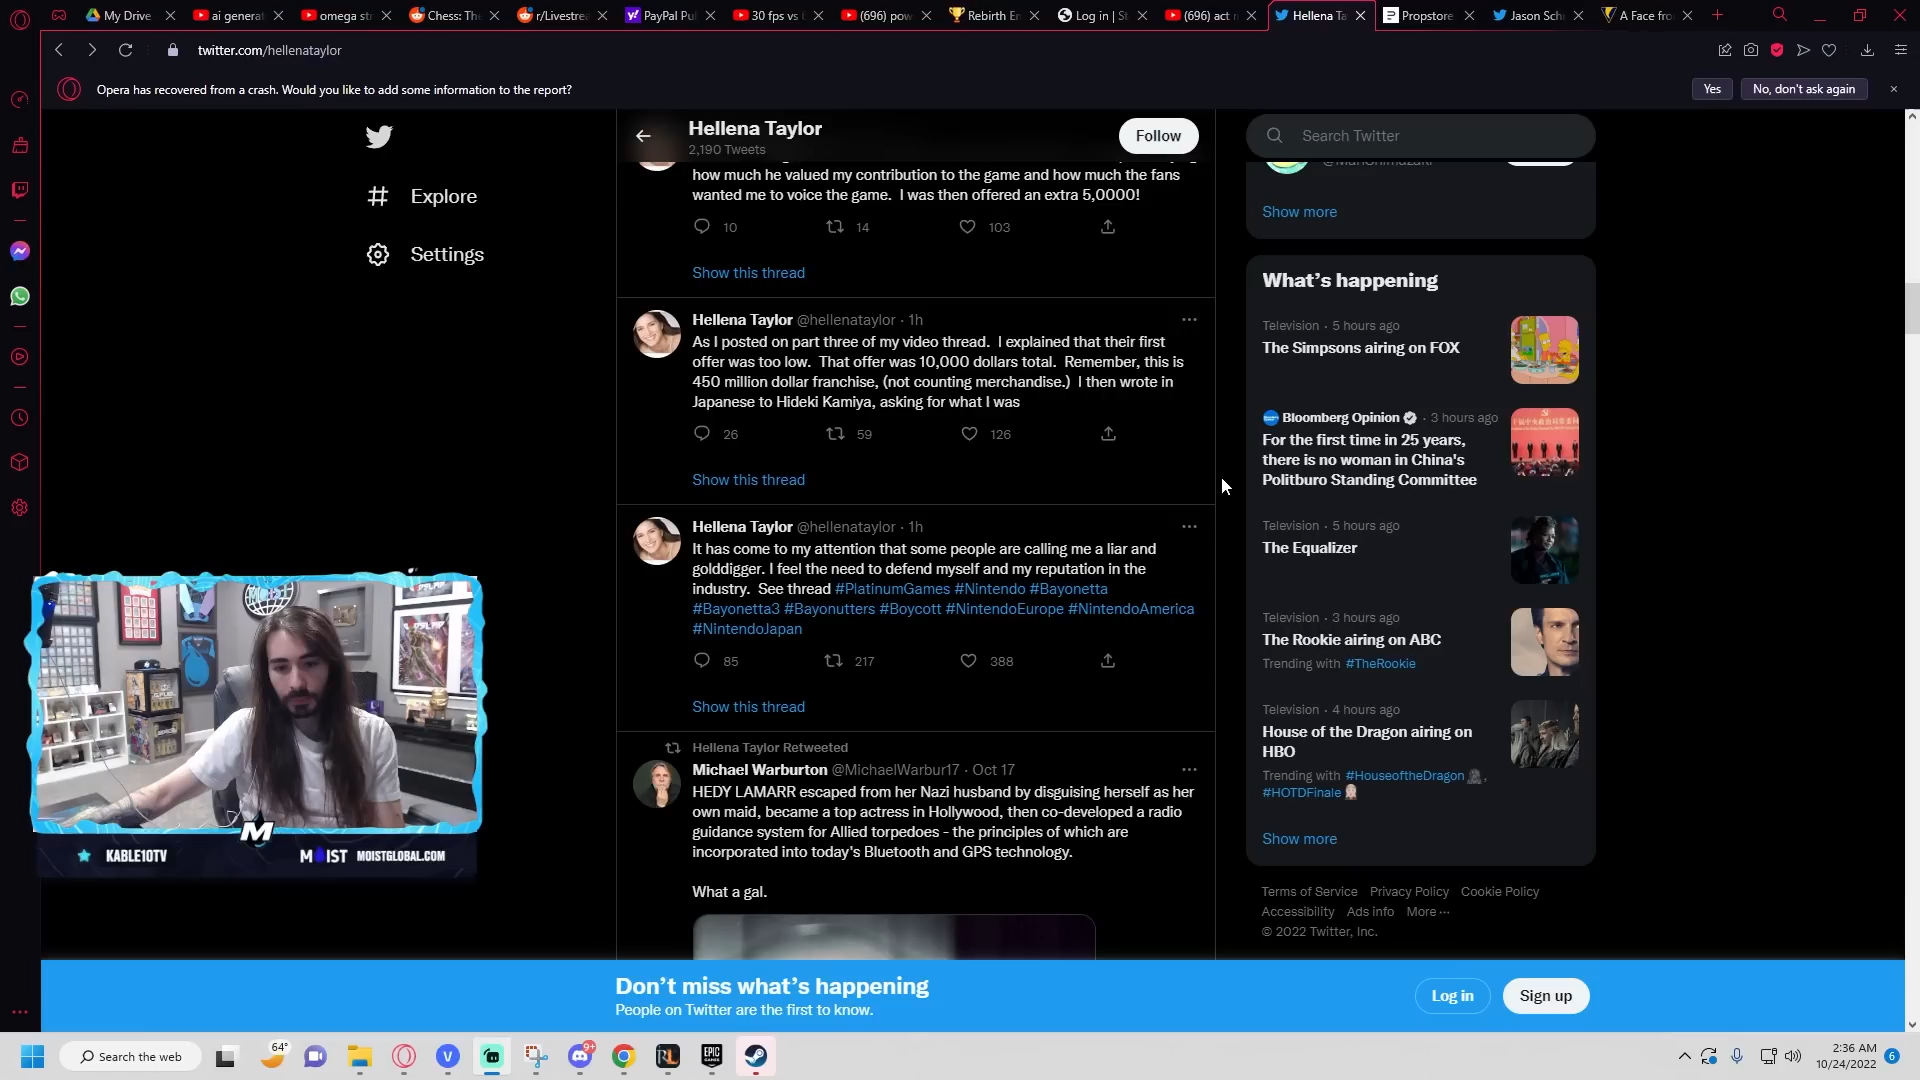 My Drive
ai generat
omega str
Chess: The
r/Livestrea
PayPal Pul
30 fps vs
(696) pow
Rebirth En
Log in | S
(696) act m
Hellena Ta
Propstore
Jason Sch
A Face fro
twitter.com/hellenataylor
Opera has recovered from a crash. Would you like to add some information to the report?
Yes
No, don't ask again
Explore
Settings
Hellena Taylor
2,190 Tweets
Follow
how much he valued my contribution to the game and how much the fans
wanted me to voice the game. I was then offered an extra 5,0000!
10
14
103
Show this thread
Hellena Taylor @hellenataylor · 1h
As I posted on part three of my video thread. I explained that their first
offer was too low. That offer was 10,000 dollars total. Remember, this is
450 million dollar franchise, (not counting merchandise.) I then wrote in
Japanese to Hideki Kamiya, asking for what I was
26
59
126
Show this thread
Hellena Taylor @hellenataylor · 1h
It has come to my attention that some people are calling me a liar and
golddigger. I feel the need to defend myself and my reputation in the
industry. See thread #PlatinumGames #Nintendo #Bayonetta
#Bayonetta3 #Bayonutters #Boycott #NintendoEurope #NintendoAmerica
#NintendoJapan
85
217
388
Show this thread
Hellena Taylor Retweeted
Michael Warburton @MichaelWarbur17 · Oct 17
HEDY LAMARR escaped from her Nazi husband by disguising herself as her
own maid, became a top actress in Hollywood, then co-developed a radio
guidance system for Allied torpedoes - the principles of which are
incorporated into today's Bluetooth and GPS technology.
What a gal.
Search Twitter
Show more
What's happening
Television · 5 hours ago
The Simpsons airing on FOX
Bloomberg Opinion · 3 hours ago
For the first time in 25 years,
there is no woman in China's
Politburo Standing Committee
Television · 5 hours ago
The Equalizer
Television · 3 hours ago
The Rookie airing on ABC
Trending with #TheRookie
Television · 4 hours ago
House of the Dragon airing on
HBO
Trending with #HouseoftheDragon ,
#HOTDFinale
Show more
Terms of Service Privacy Policy Cookie Policy
Accessibility Ads info More ···
© 2022 Twitter, Inc.
M
KABLE10TV
MOIST MOISTGLOBAL.COM
Don't miss what's happening
People on Twitter are the first to know.
Log in
Sign up
Search the web
64°
V
9+
EPIC GAMES
2:36 AM
10/24/2022
6